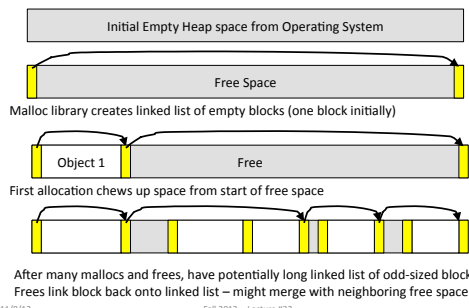 Initial Empty Heap space from Operating System
Free Space
Malloc library creates linked list of empty blocks (one block initially)
Object 1 Free
First allocation chews up space from start of free space
After many mallocs and frees, have potentially long linked list of odd-sized block
Frees link block back onto linked list – might merge with neighboring free space